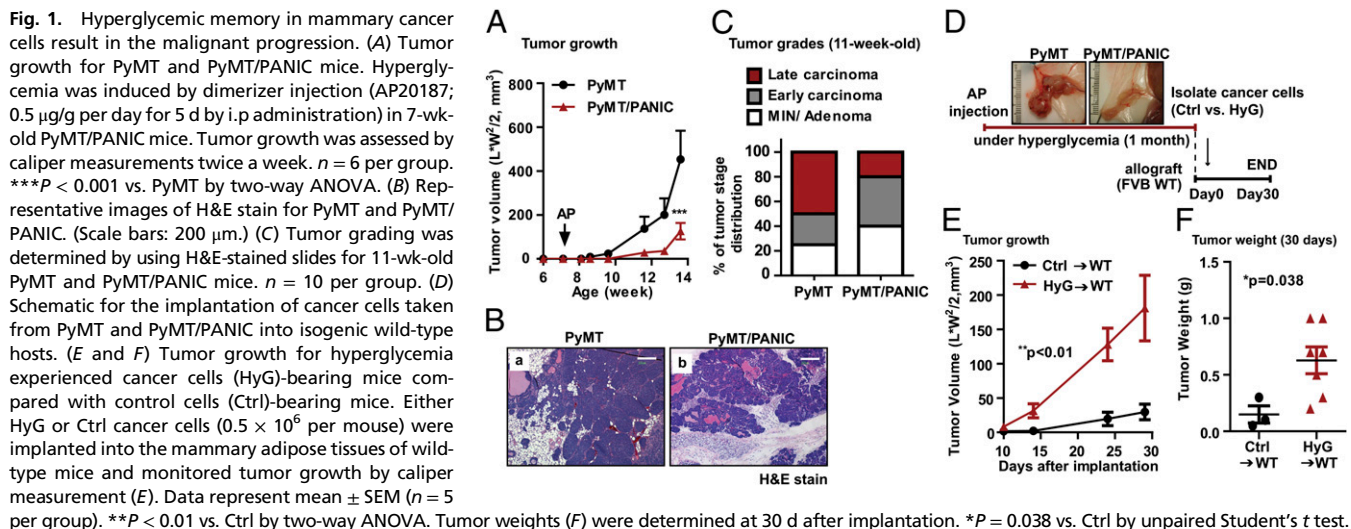 Fig. 1. Hyperglycemic memory in mammary cancer
cells result in the malignant progression. (A) Tumor
growth for PyMT and PyMT/PANIC mice. Hypergly-
cemia was induced by dimerizer injection (AP20187;
0.5 μg/g per day for 5 d by i.p administration) in 7-wk-
old PyMT/PANIC mice. Tumor growth was assessed by
caliper measurements twice a week. n = 6 per group.
***P < 0.001 vs. PyMT by two-way ANOVA. (B) Rep-
resentative images of H&E stain for PyMT and PyMT/
PANIC. (Scale bars: 200 μm.) (C) Tumor grading was
determined by using H&E-stained slides for 11-wk-old
PyMT and PyMT/PANIC mice. n = 10 per group. (D)
Schematic for the implantation of cancer cells taken
from PyMT and PyMT/PANIC into isogenic wild-type
hosts. (E and F) Tumor growth for hyperglycemia
experienced cancer cells (HyG)-bearing mice com-
pared with control cells (Ctrl)-bearing mice. Either
HyG or Ctrl cancer cells (0.5 × 10⁶ per mouse) were
implanted into the mammary adipose tissues of wild-
type mice and monitored tumor growth by caliper
measurement (E). Data represent mean ± SEM (n = 5
per group). **P < 0.01 vs. Ctrl by two-way ANOVA. Tumor weights (F) were determined at 30 d after implantation. *P = 0.038 vs. Ctrl by unpaired Student's t test.
A
Tumor growth
Tumor volume (L*W²/2, mm³)
800
600
400
200
0
PyMT
PyMT/PANIC
AP
***
6 8 10 12 14
Age (week)
B
PyMT
PyMT/PANIC
a
b
H&E stain
C
Tumor grades (11-week-old)
Late carcinoma
Early carcinoma
MIN/ Adenoma
% of tumor stage
distribution
100
80
60
40
20
0
PyMT PyMT/PANIC
D
PyMT PyMT/PANIC
AP
injection
Isolate cancer cells
(Ctrl vs. HyG)
under hyperglycemia (1 month)
allograft
(FVB WT)
END
Day0 Day30
E
Tumor growth
Tumor Volume (L*W²/2,mm³)
250
200
150
100
50
0
Ctrl →WT
HyG→WT
**p<0.01
10 15 20 25 30
Days after implantation
F
Tumor weight (30 days)
Tumor Weight (g)
1.5
1.0
0.5
0.0
*p=0.038
Ctrl
→WT
HyG
→WT